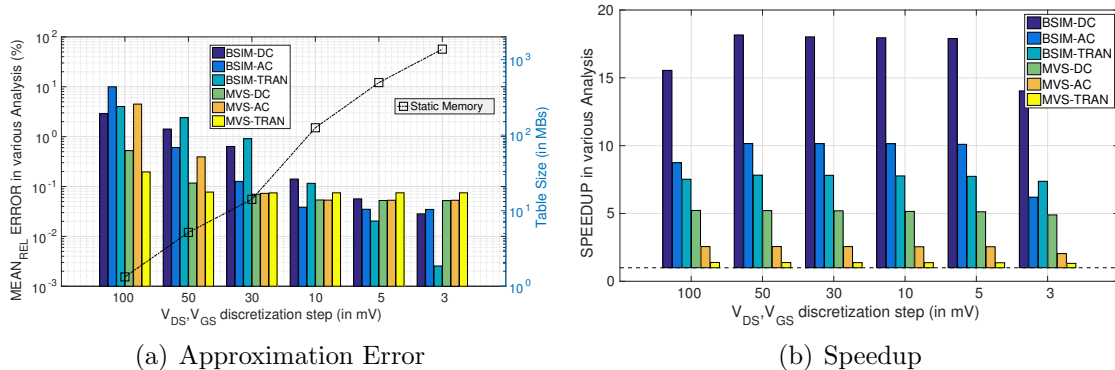 MEAN_REL ERROR in various Analysis (%)
10^2
10^1
10^0
10^-1
10^-2
10^-3
BSIM-DC
BSIM-AC
BSIM-TRAN
MVS-DC
MVS-AC
MVS-TRAN
Static Memory
10^3
10^2
10^1
10^0
Table Size (in MBs)
100 50 30 10 5 3
V_DS,V_GS discretization step (in mV)
(a) Approximation Error
SPEEDUP in various Analysis
20
15
10
5
0
BSIM-DC
BSIM-AC
BSIM-TRAN
MVS-DC
MVS-AC
MVS-TRAN
100 50 30 10 5 3
V_DS,V_GS discretization step (in mV)
(b) Speedup